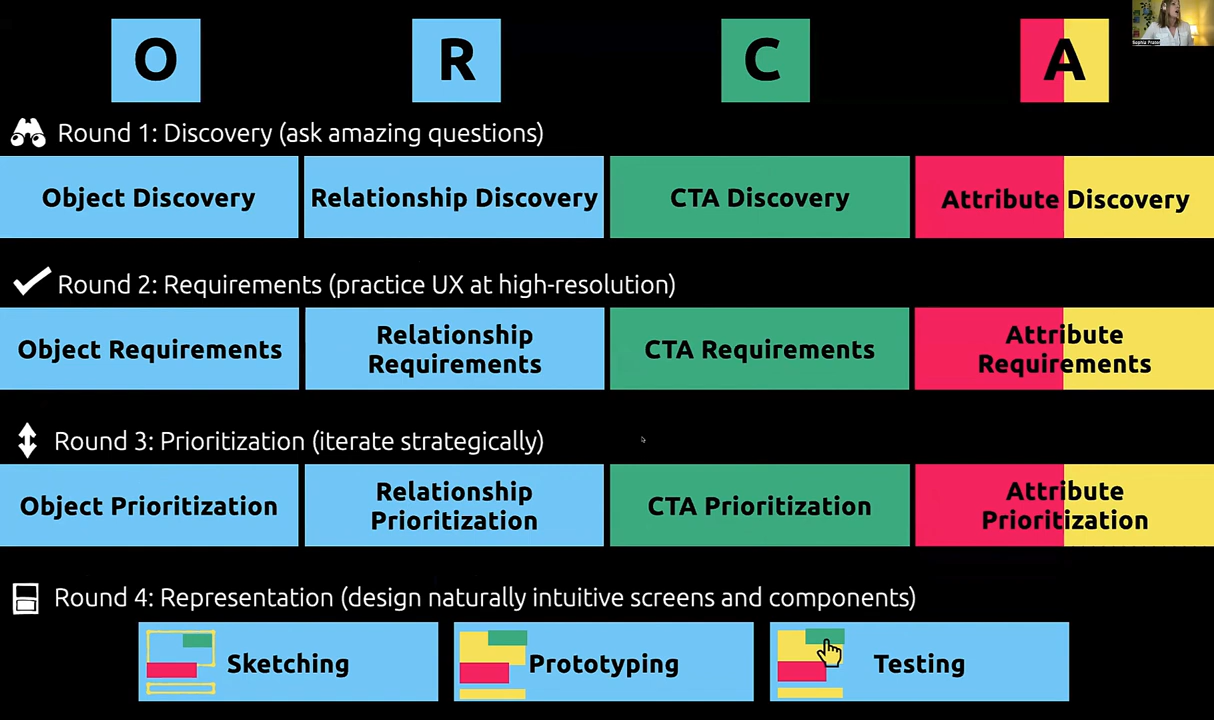 O
R
C
A
Round 1: Discovery (ask amazing questions)
Object Discovery
Relationship Discovery
CTA Discovery
Attribute Discovery
Round 2: Requirements (practice UX at high-resolution)
Object Requirements
Relationship
Requirements
CTA Requirements
Attribute
Requirements
Round 3: Prioritization (iterate strategically)
Object Prioritization
Relationship
Prioritization
CTA Prioritization
Attribute
Prioritization
Round 4: Representation (design naturally intuitive screens and components)
Sketching
Prototyping
Testing